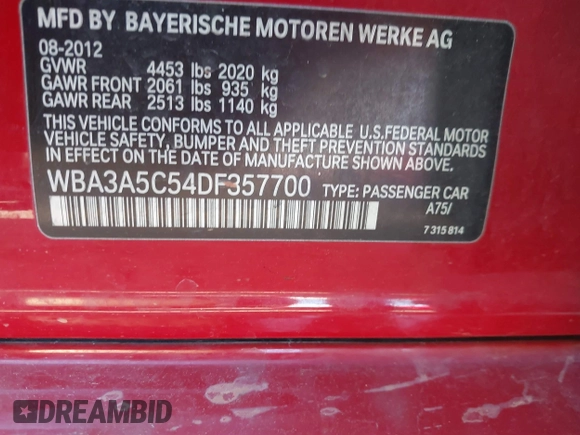 MFD BY BAYERISCHE MOTOREN WERKE AG
08-2012
GVWR 4453 lbs 2020 kg
GAWR FRONT 2061 lbs 935 kg
GAWR REAR 2513 lbs 1140 kg
THIS VEHICLE CONFORMS TO ALL APPLICABLE U.S.FEDERAL MOTOR
VEHICLE SAFETY, BUMPER AND THEFT PREVENTION STANDARDS
IN EFFECT ON THE DATE OF MANUFACTURE SHOWN ABOVE.
WBA3A5C54DF357700 TYPE: PASSENGER CAR
A75/
7 315 814
DREAMBID